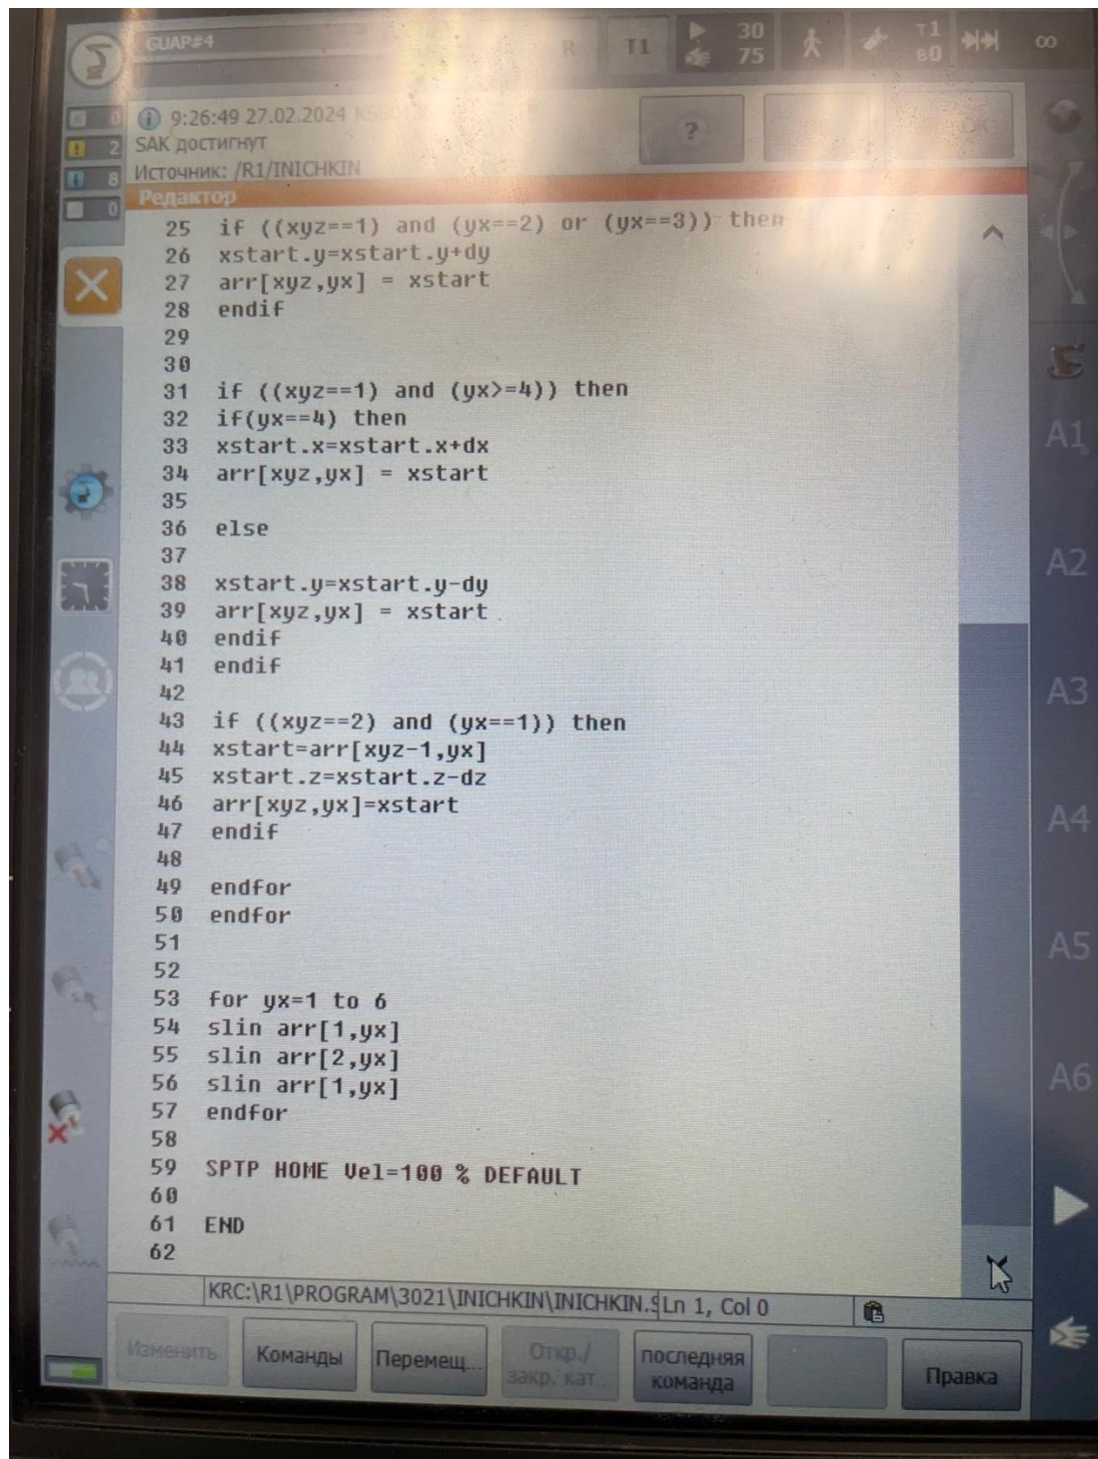 GUAP#4
R
T1
30
75
T1
в0
∞
0
2
8
0
9:26:49 27.02.2024
SAK достигнут
Источник: /R1/INICHKIN
?
OK
Редактор
25 if ((xyz==1) and (yx==2) or (yx==3)) then
26 xstart.y=xstart.y+dy
27 arr[xyz,yx] = xstart
28 endif
29
30
31 if ((xyz==1) and (yx>=4)) then
32 if(yx==4) then
33 xstart.x=xstart.x+dx
34 arr[xyz,yx] = xstart
35
36 else
37
38 xstart.y=xstart.y-dy
39 arr[xyz,yx] = xstart
40 endif
41 endif
42
43 if ((xyz==2) and (yx==1)) then
44 xstart=arr[xyz-1,yx]
45 xstart.z=xstart.z-dz
46 arr[xyz,yx]=xstart
47 endif
48
49 endfor
50 endfor
51
52
53 for yx=1 to 6
54 slin arr[1,yx]
55 slin arr[2,yx]
56 slin arr[1,yx]
57 endfor
58
59 SPTP HOME Vel=100 % DEFAULT
60
61 END
62
A1
A2
A3
A4
A5
A6
KRC:\R1\PROGRAM\3021\INICHKIN\INICHKIN.S
Ln 1, Col 0
Изменить
Команды
Перемещ...
Откр./
закр. кат...
последняя
команда
Правка